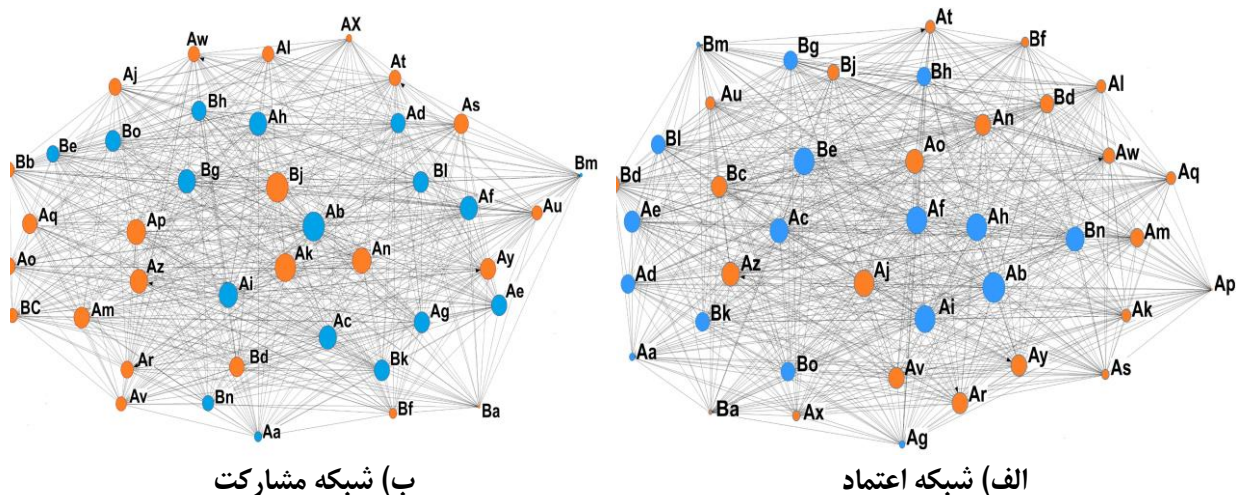 AX
Aw
Al
Aj
At
Bh
Ah
Ad
As
Bo
Be
Bb
Bg
Bj
Bl
Bm
Af
Au
Aq
Ap
Ab
Ao
Az
Ak
An
Ay
BC
Am
Ai
Ae
Ag
Ac
Ar
Bd
Bk
Av
Bn
Bf
Ba
Aa
ب) شبکه مشارکت
At
Bf
Bm
Bg
Bj
Bh
Al
Au
Bd
An
Bl
Be
Ao
Aw
Aq
Bd
Bc
Ae
Ac
Af
Ah
Bn
Am
Ad
Az
Aj
Ab
Ap
Bk
Ai
Ak
Aa
Bo
Av
Ay
As
Ba
Ax
Ar
Ag
الف) شبکه اعتماد